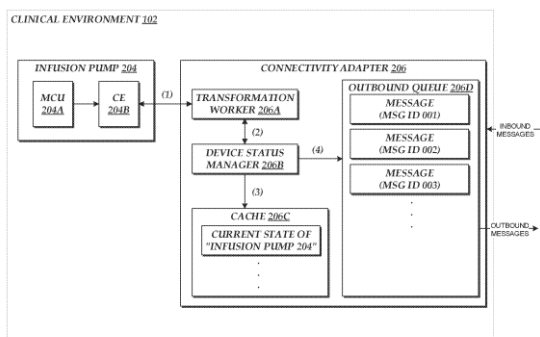 CLINICAL ENVIRONMENT 102
INFUSION PUMP 204
MCU
204A
CE
204B
(1)
CONNECTIVITY ADAPTER 206
TRANSFORMATION
WORKER 206A
(2)
DEVICE STATUS
MANAGER 206B
(3)
(4)
CACHE 206C
CURRENT STATE OF
"INFUSION PUMP 204"
.
.
.
OUTBOUND QUEUE 206D
MESSAGE
(MSG ID 001)
MESSAGE
(MSG ID 002)
MESSAGE
(MSG ID 003)
.
.
.
INBOUND
MESSAGES
OUTBOUND
MESSAGES